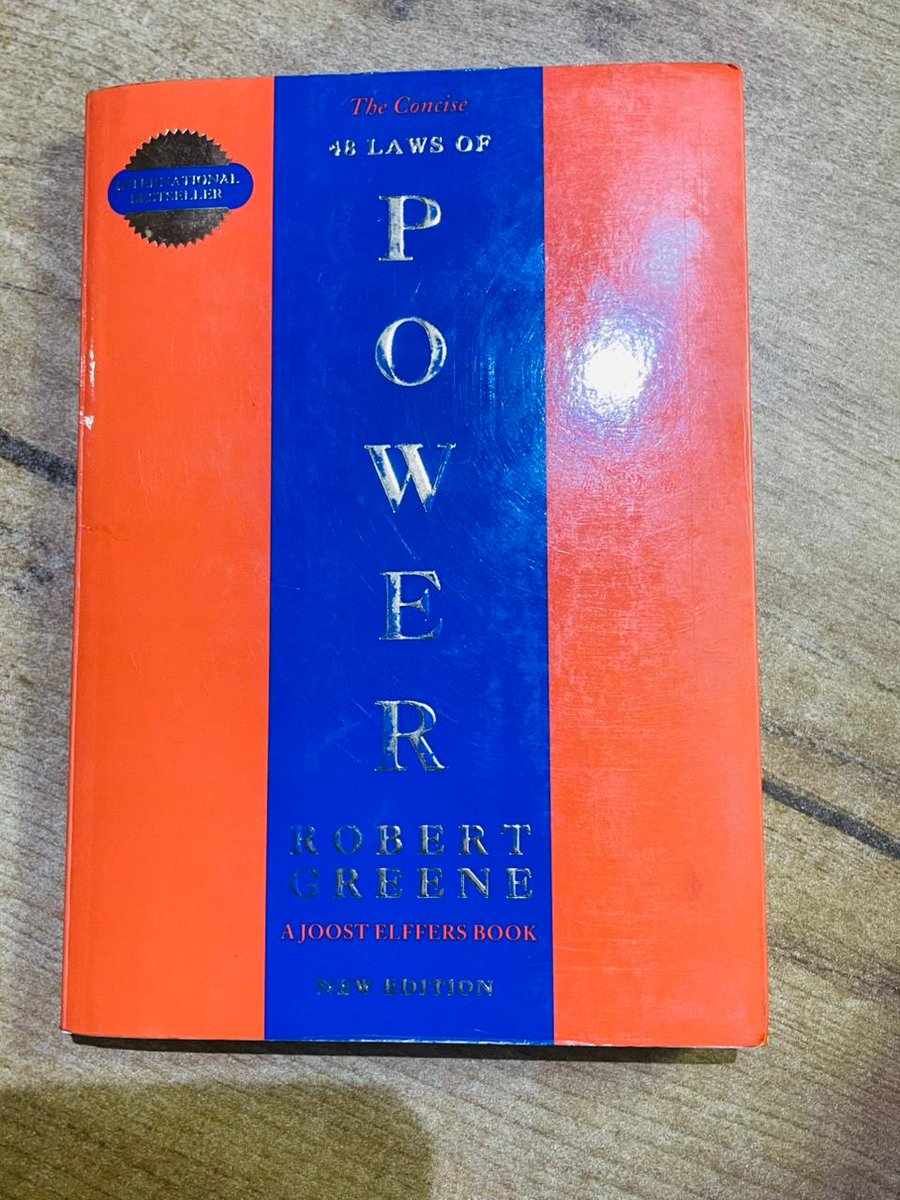 The Concise
48 LAWS OF
POWER
INTERNATIONAL
BESTSELLER
ROBERT
GREENE
A JOOST ELFFERS BOOK
NEW EDITION